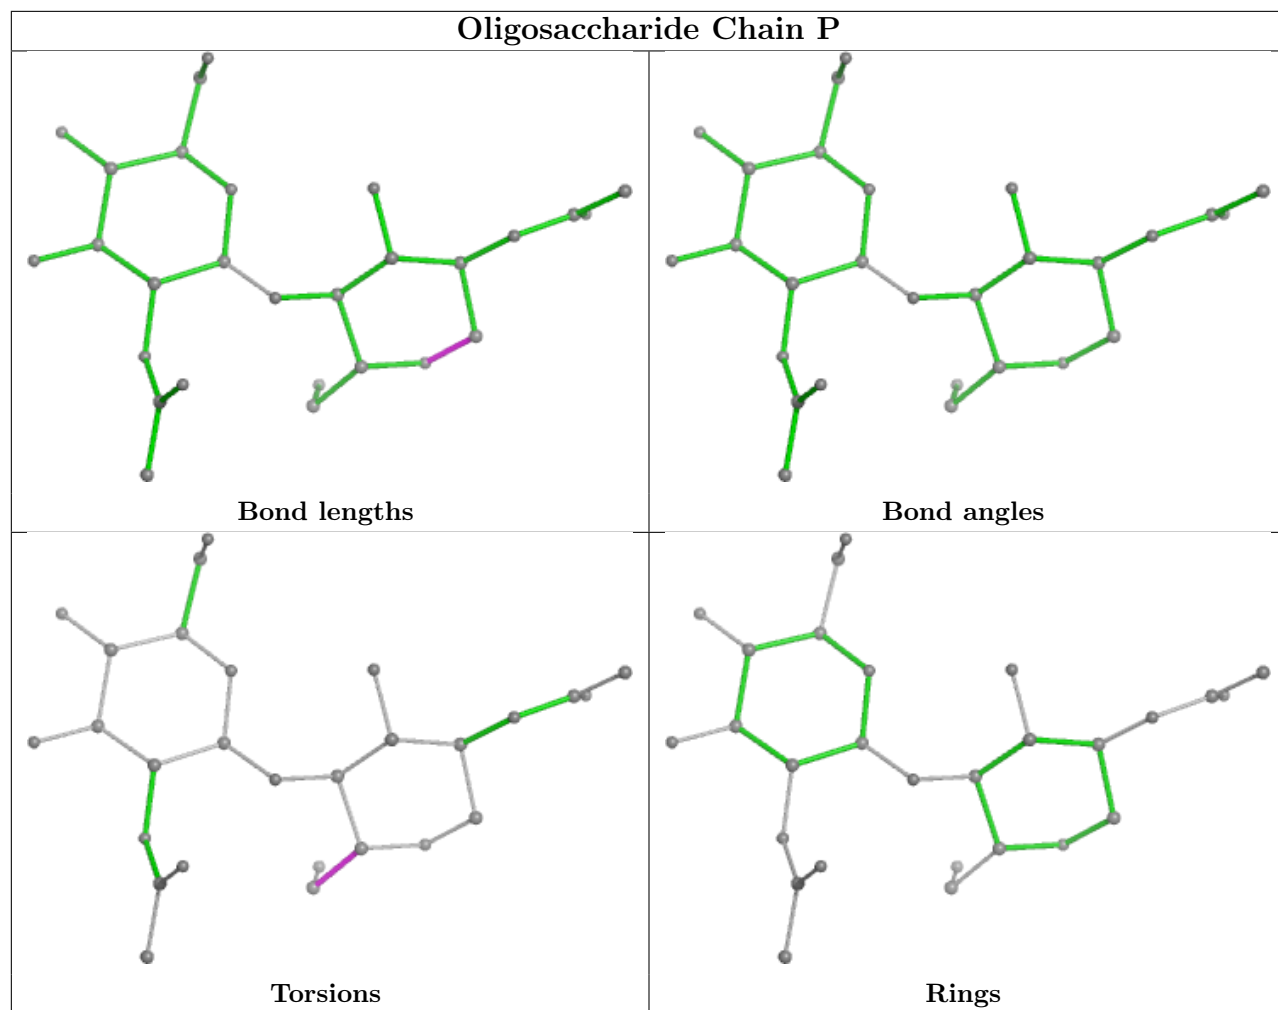 Oligosaccharide Chain P
Bond lengths
Bond angles
Torsions
Rings